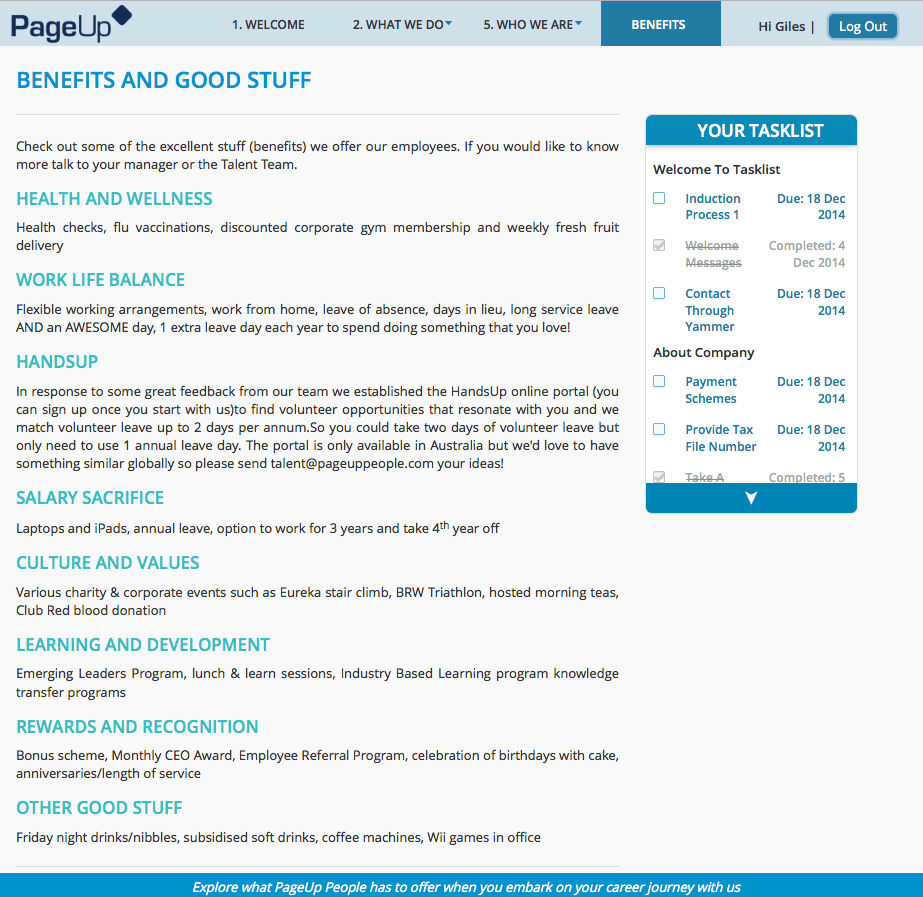 PageUp
1. WELCOME
2. WHAT WE DO
5. WHO WE ARE
BENEFITS
Hi Giles |
Log Out
BENEFITS AND GOOD STUFF
Check out some of the excellent stuff (benefits) we offer our employees. If you would like to know
more talk to your manager or the Talent Team.
HEALTH AND WELLNESS
Health checks, flu vaccinations, discounted corporate gym membership and weekly fresh fruit
delivery
WORK LIFE BALANCE
Flexible working arrangements, work from home, leave of absence, days in lieu, long service leave
AND an AWESOME day, 1 extra leave day each year to spend doing something that you love!
HANDSUP
In response to some great feedback from our team we established the HandsUp online portal (you
can sign up once you start with us)to find volunteer opportunities that resonate with you and we
match volunteer leave up to 2 days per annum.So you could take two days of volunteer leave but
only need to use 1 annual leave day. The portal is only available in Australia but we'd love to have
something similar globally so please send talent@pageuppeople.com your ideas!
SALARY SACRIFICE
Laptops and iPads, annual leave, option to work for 3 years and take 4th year off
CULTURE AND VALUES
Various charity & corporate events such as Eureka stair climb, BRW Triathlon, hosted morning teas,
Club Red blood donation
LEARNING AND DEVELOPMENT
Emerging Leaders Program, lunch & learn sessions, Industry Based Learning program knowledge
transfer programs
REWARDS AND RECOGNITION
Bonus scheme, Monthly CEO Award, Employee Referral Program, celebration of birthdays with cake,
anniversaries/length of service
OTHER GOOD STUFF
Friday night drinks/nibbles, subsidised soft drinks, coffee machines, Wii games in office
YOUR TASKLIST
Welcome To Tasklist
Induction Due: 18 Dec
Process 1 2014
Welcome Completed: 4
Messages Dec 2014
Contact Due: 18 Dec
Through 2014
Yammer
About Company
Payment Due: 18 Dec
Schemes 2014
Provide Tax Due: 18 Dec
File Number 2014
Take A Completed: 5
Explore what PageUp People has to offer when you embark on your career journey with us